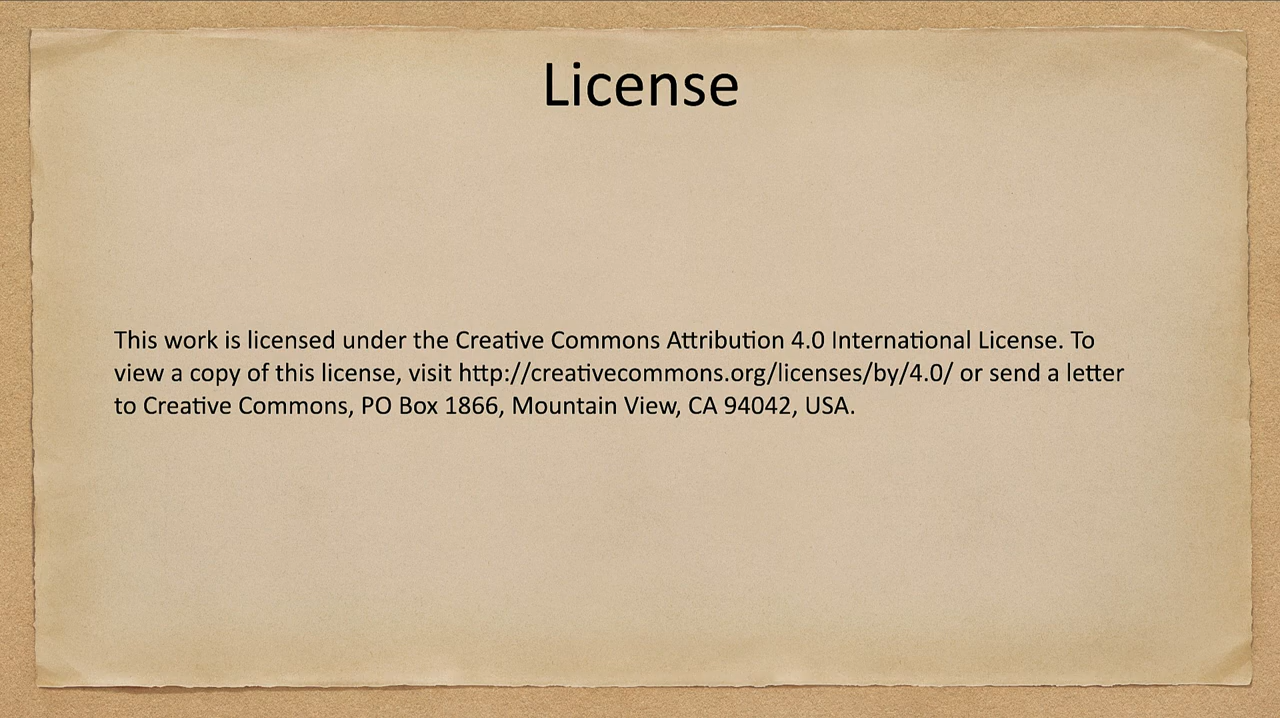 License
This work is licensed under the Creative Commons Attribution 4.0 International License. To
view a copy of this license, visit http://creativecommons.org/licenses/by/4.0/ or send a letter
to Creative Commons, PO Box 1866, Mountain View, CA 94042, USA.